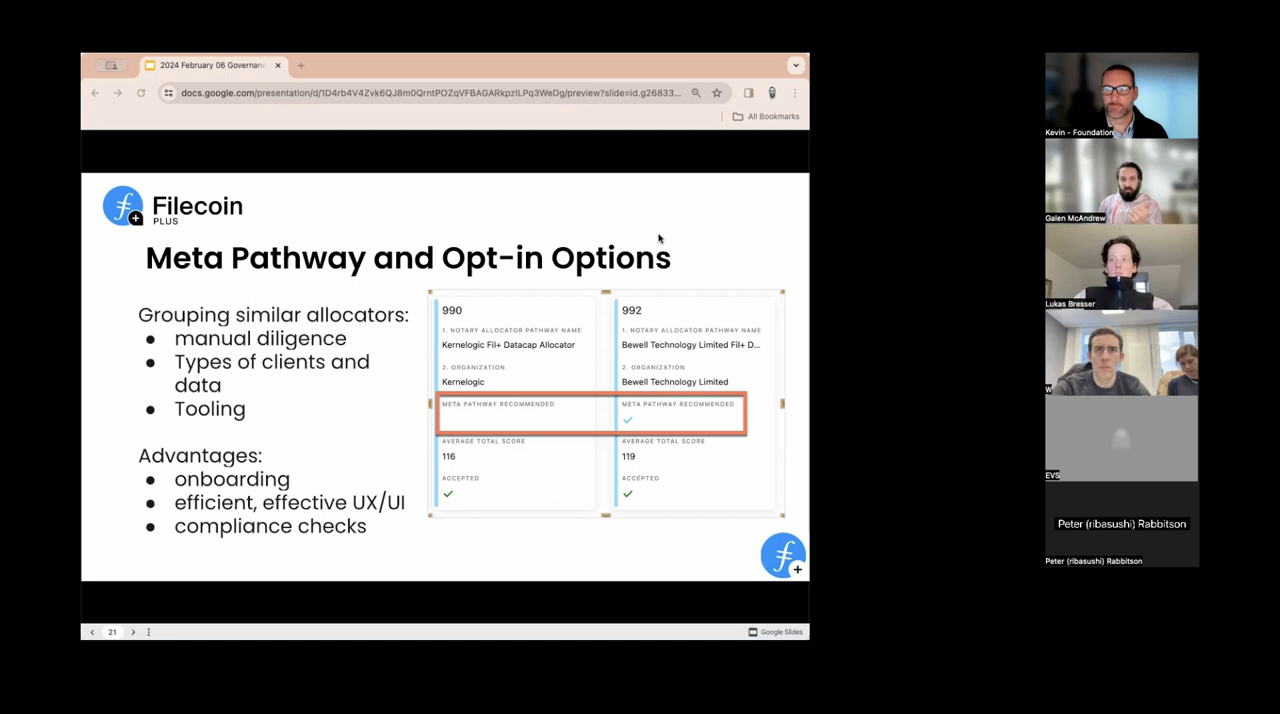 2024 February 06 Governanc
docs.google.com/presentation/d/1D4rb4V4Zvk6QJ8m0QrntPOZqVFBAGARkpzILPq3WeDg/preview?slide=id.g26833...
All Bookmarks
Filecoin
PLUS
Meta Pathway and Opt-in Options
Grouping similar allocators:
● manual diligence
● Types of clients and
data
● Tooling
Advantages:
● onboarding
● efficient, effective UX/UI
● compliance checks
990
1. NOTARY ALLOCATOR PATHWAY NAME
Kernelogic Fil+ Datacap Allocator
2. ORGANIZATION
Kernelogic
META PATHWAY RECOMMENDED
AVERAGE TOTAL SCORE
116
ACCEPTED
992
1. NOTARY ALLOCATOR PATHWAY NAME
Bewell Technology Limited Fil+ D...
2. ORGANIZATION
Bewell Technology Limited
META PATHWAY RECOMMENDED
AVERAGE TOTAL SCORE
119
ACCEPTED
21
Google Slides
Kevin - Foundation
Galen McAndrew
Lukas Bresser
W
EVS
Peter (ribasushi) Rabbitson
Peter (ribasushi) Rabbitson